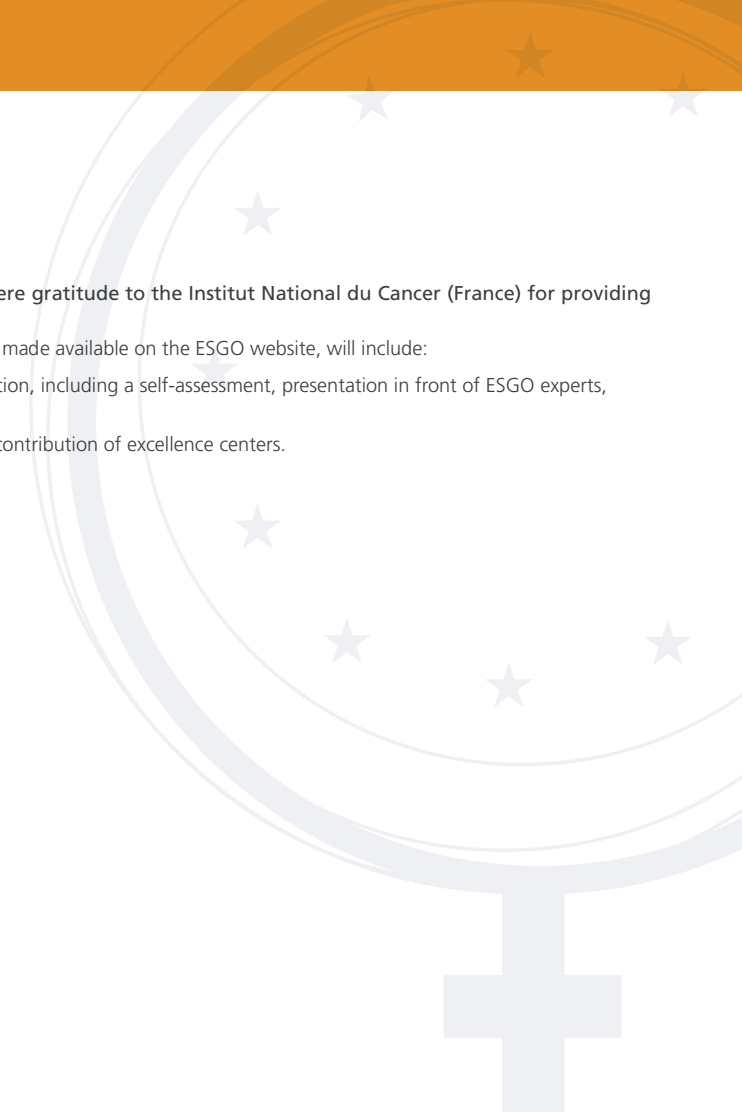 ere gratitude to the Institut National du Cancer (France) for providing
made available on the ESGO website, will include:
tion, including a self-assessment, presentation in front of ESGO experts,
contribution of excellence centers.